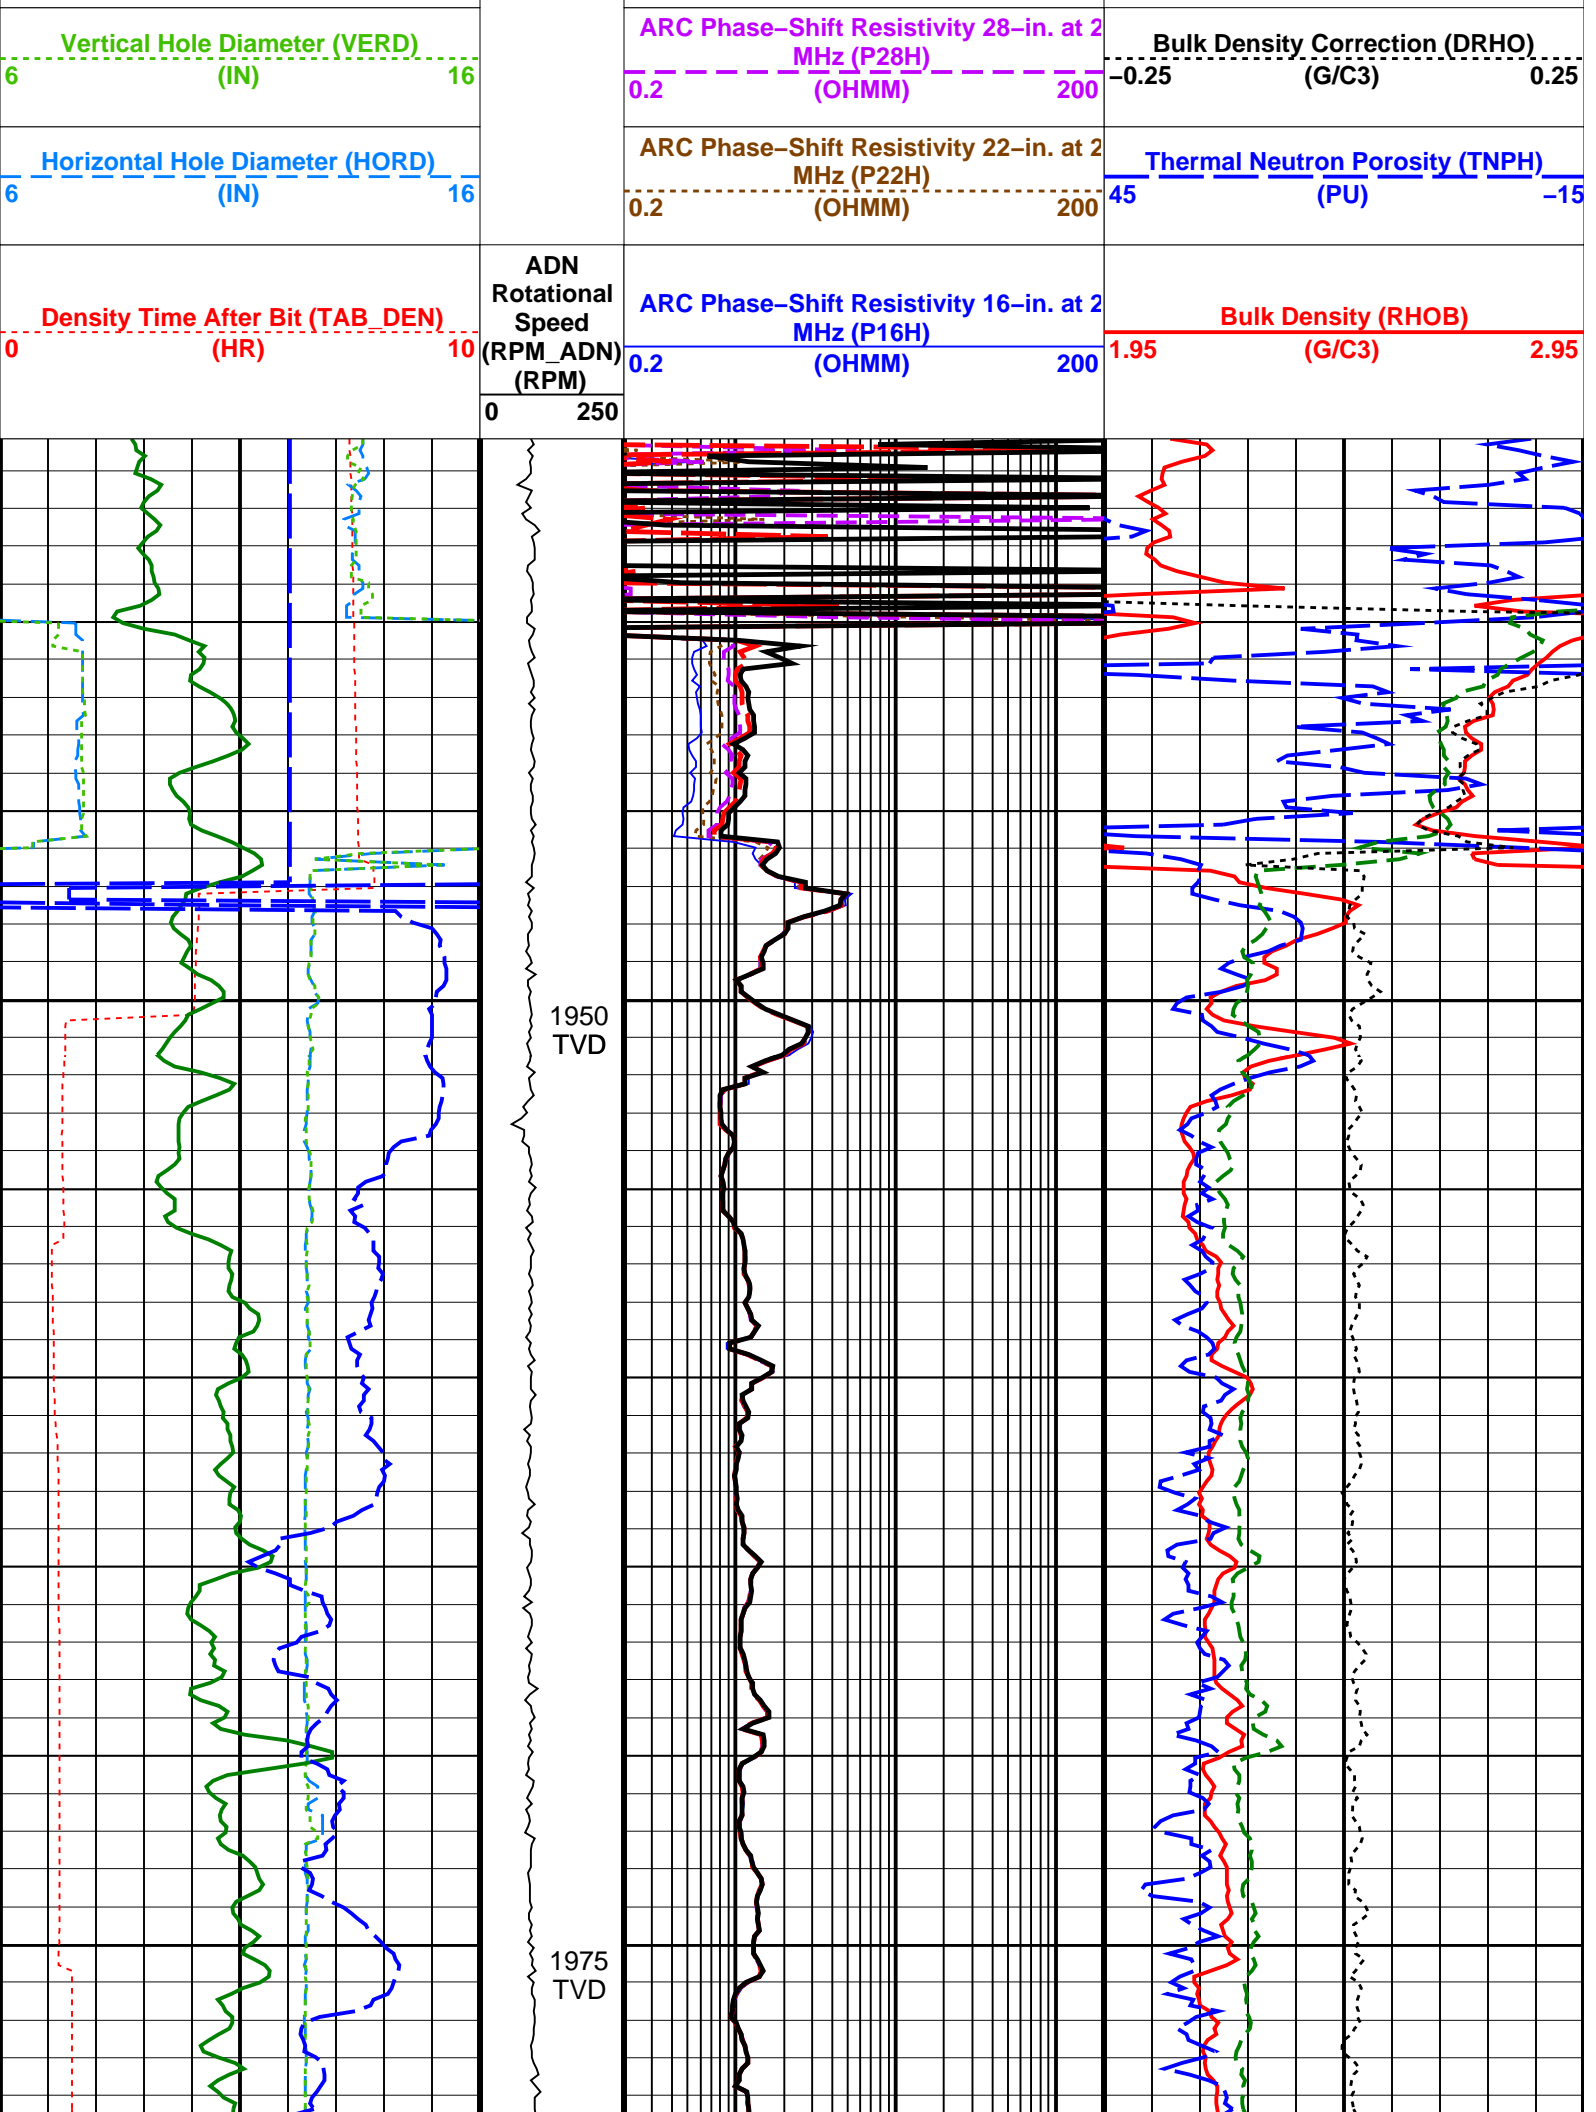 Vertical Hole Diameter (VERD)
6 (IN) 16
Horizontal Hole Diameter (HORD)
6 (IN) 16
Density Time After Bit (TAB_DEN)
0 (HR) 10
ADN
Rotational
Speed
(RPM_ADN)
(RPM)
0 250
ARC Phase−Shift Resistivity 28−in. at 2
MHz (P28H)
0.2 (OHMM) 200
ARC Phase−Shift Resistivity 22−in. at 2
MHz (P22H)
0.2 (OHMM) 200
ARC Phase−Shift Resistivity 16−in. at 2
MHz (P16H)
0.2 (OHMM) 200
Bulk Density Correction (DRHO)
−0.25 (G/C3) 0.25
Thermal Neutron Porosity (TNPH)
45 (PU) −15
Bulk Density (RHOB)
1.95 (G/C3) 2.95
1950
TVD
1975
TVD